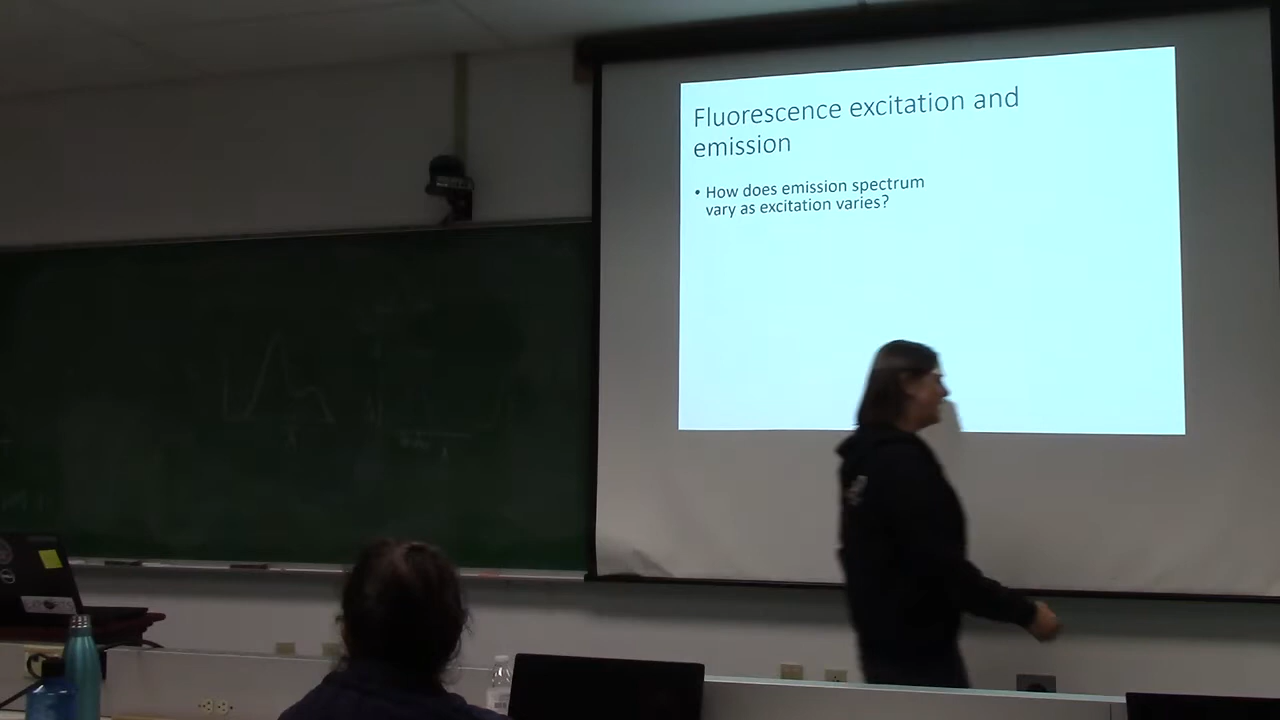 Fluorescence excitation and
emission
• How does emission spectrum
vary as excitation varies?